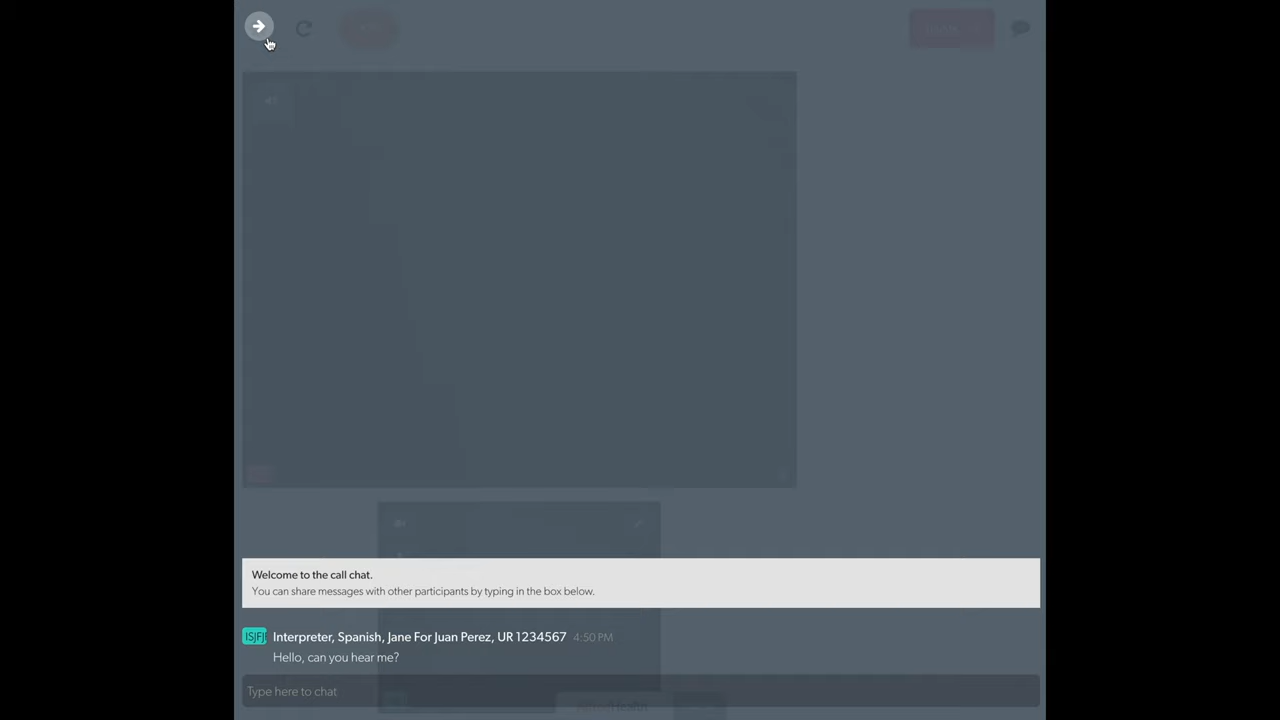 Welcome to the call chat.
You can share messages with other participants by typing in the box below.
ISJFJ
Interpreter, Spanish, Jane For Juan Perez, UR 1234567 4:50 PM
Hello, can you hear me?
Type here to chat
AlfredHealth